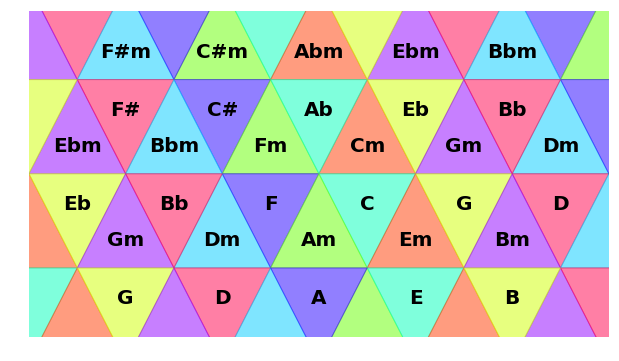 F#m C#m Abm Ebm Bbm
F# C# Ab Eb Bb
Ebm Bbm Fm Cm Gm Dm
Eb Bb F C G D
Gm Dm Am Em Bm
G D A E B